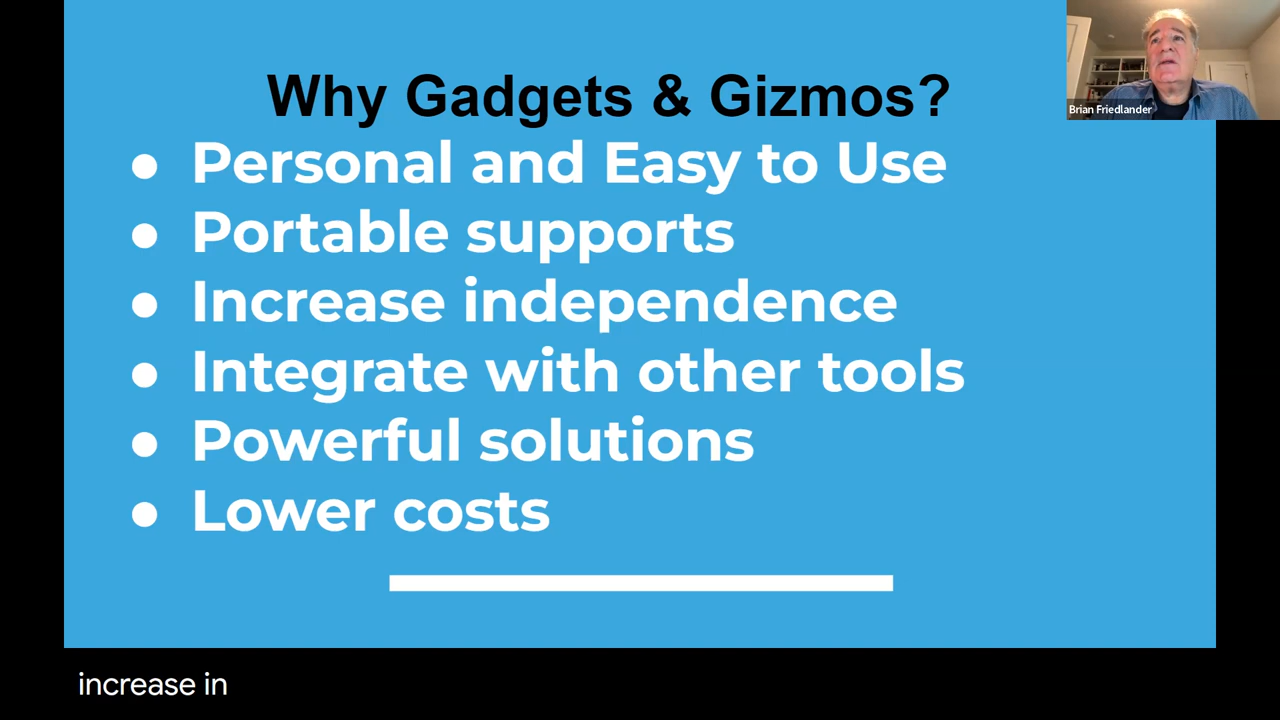 Why Gadgets & Gizmos?
Brian Friedlander
● Personal and Easy to Use
● Portable supports
● Increase independence
● Integrate with other tools
● Powerful solutions
● Lower costs
increase in